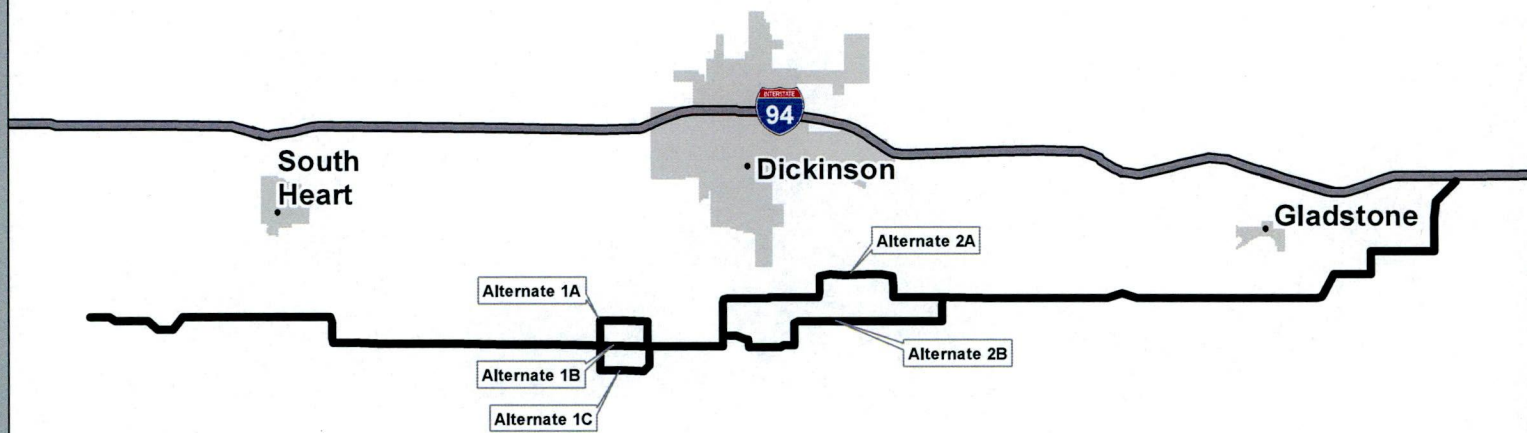 INTERSTATE
94
South
Heart
Dickinson
Gladstone
Alternate 2A
Alternate 1A
Alternate 2B
Alternate 1B
Alternate 1C